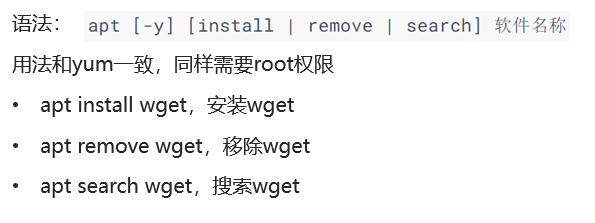 语法： apt [-y] [install | remove | search] 软件名称
用法和yum一致，同样需要root权限
• apt install wget，安装wget
• apt remove wget，移除wget
• apt search wget，搜索wget